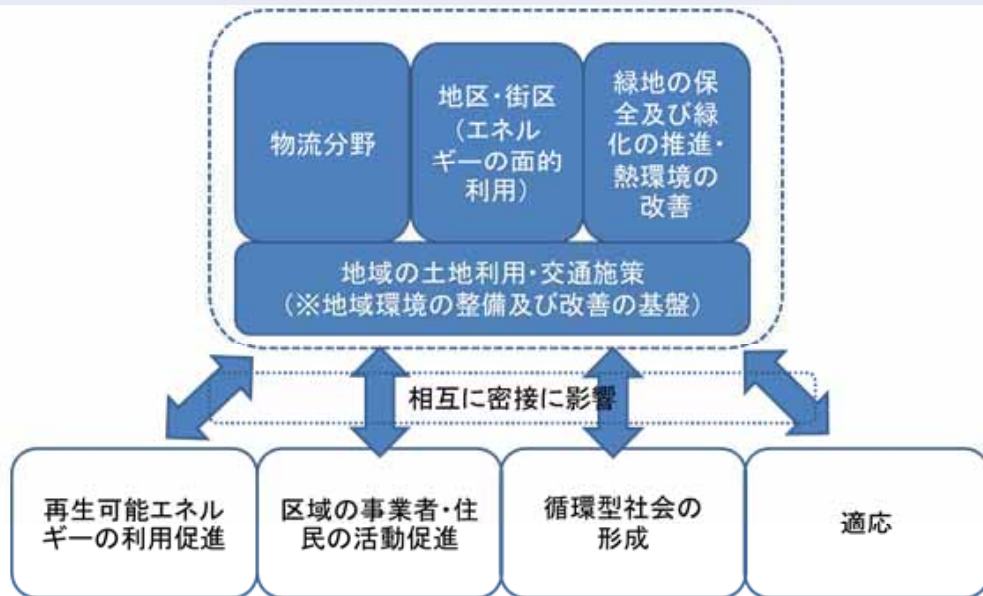 物流分野
地区・街区
（エネル
ギーの面的
利用）
緑地の保
全及び緑
化の推進・
熱環境の
改善
地域の土地利用・交通施策
（※地域環境の整備及び改善の基盤）
相互に密接に影響
再生可能エネル
ギーの利用促進
区域の事業者・住
民の活動促進
循環型社会の
形成
適応